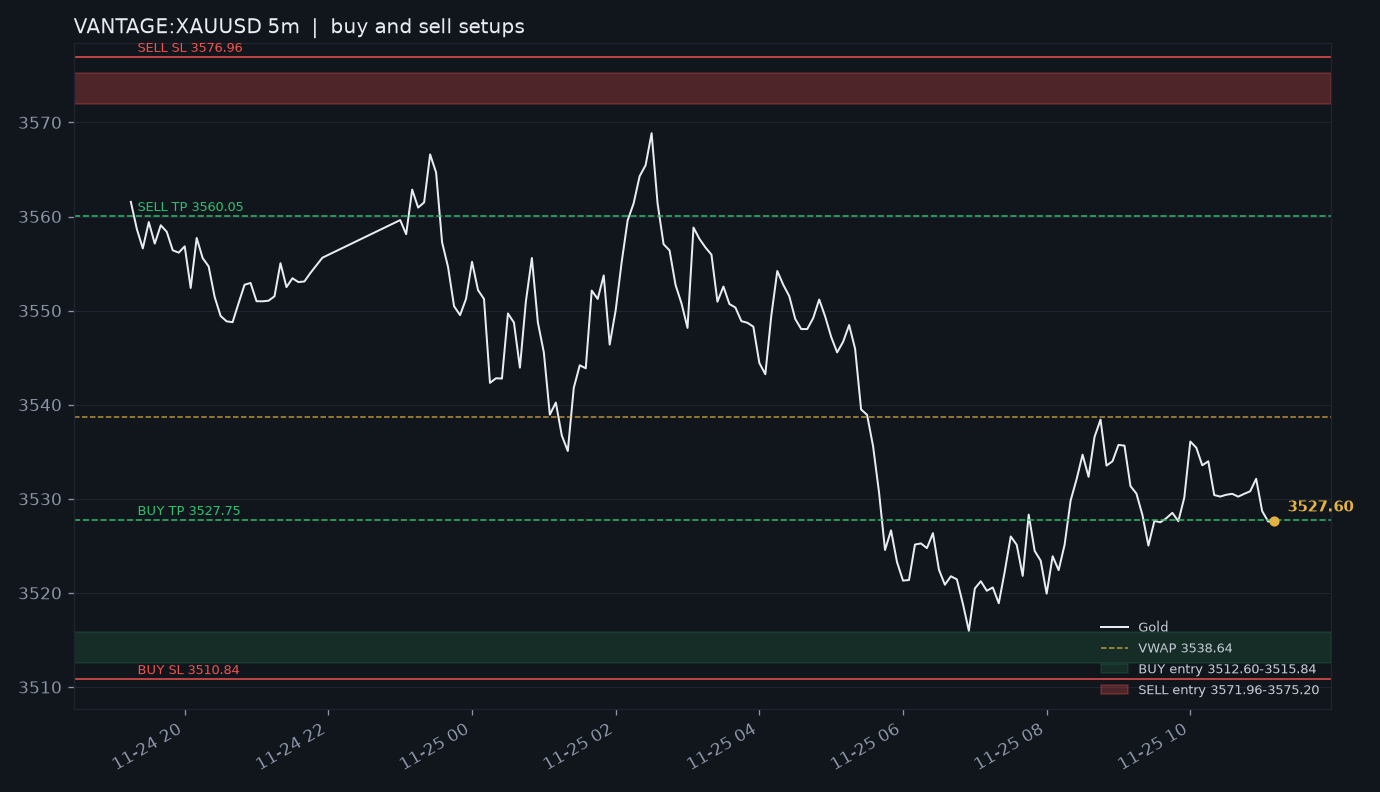 VANTAGE:XAUUSD 5m | buy and sell setups
SELL SL 3576.96
3570
SELL TP 3560.05
3560
3550
3540
3530
3527.60
BUY TP 3527.75
3520
Gold
VWAP 3538.64
BUY SL 3510.84
BUY entry 3512.60-3515.84
3510
SELL entry 3571.96-3575.20
11-24 20
11-24 22
11-25 00
11-25 02
11-25 04
11-25 06
11-25 08
11-25 10